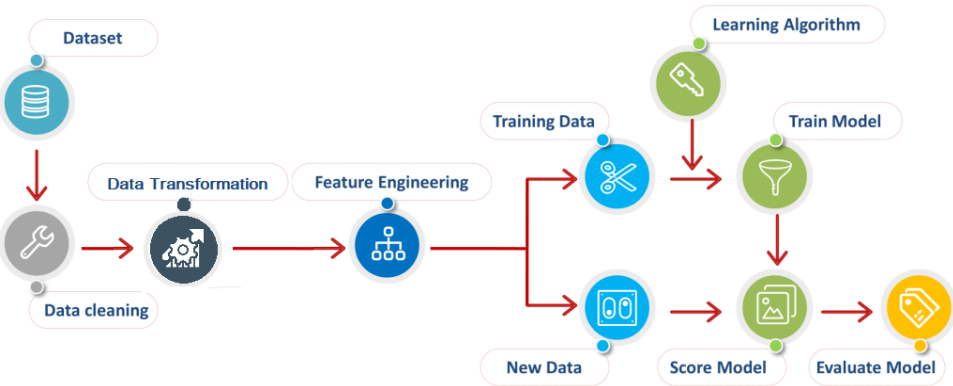 Dataset
Learning Algorithm
Training Data
Train Model
Data Transformation
Feature Engineering
Data cleaning
New Data
Score Model
Evaluate Model